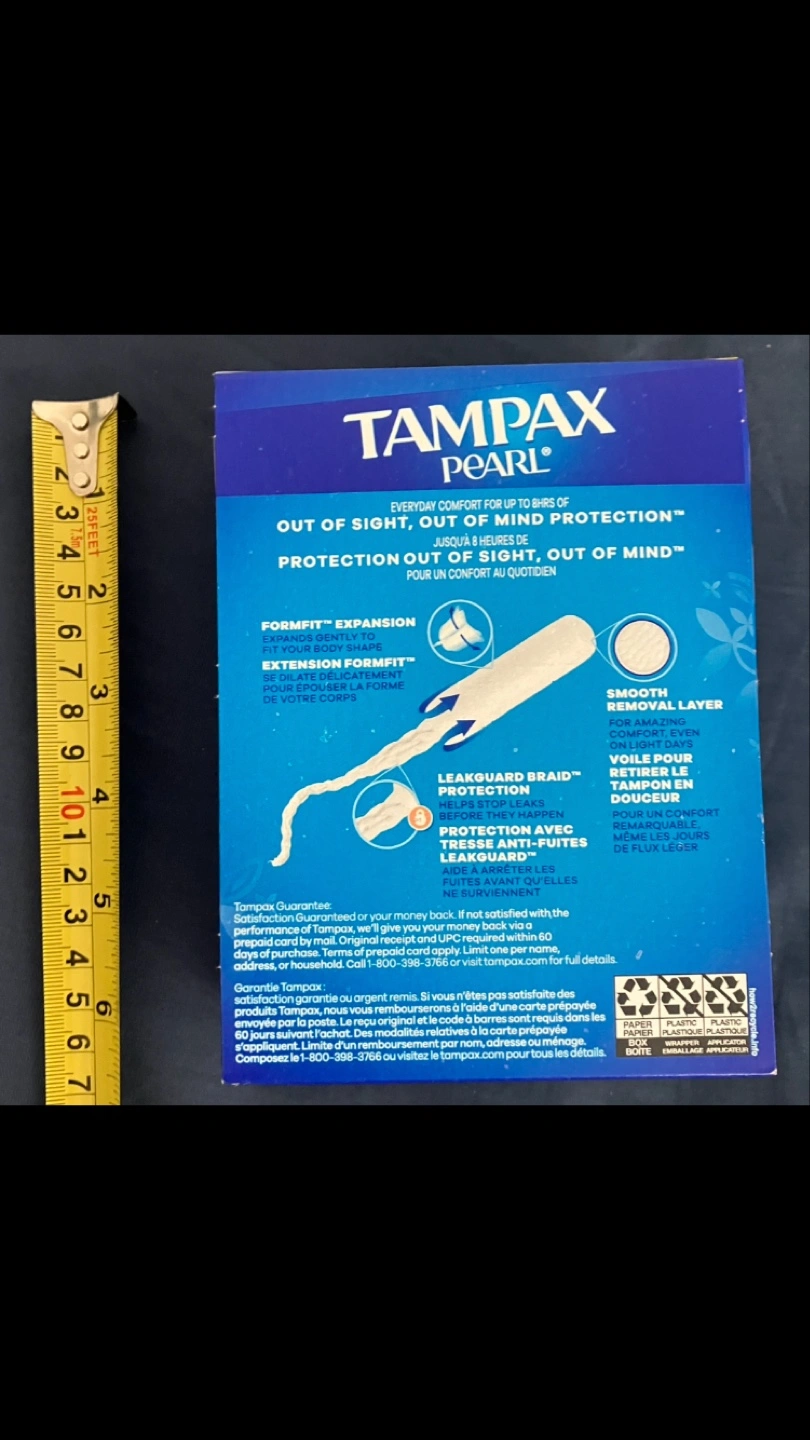 TAMPAX
PEARL®
EVERYDAY COMFORT FOR UP TO 8HRS OF
OUT OF SIGHT, OUT OF MIND PROTECTION™
JUSQU'À 8 HEURES DE
PROTECTION OUT OF SIGHT, OUT OF MIND™
POUR UN CONFORT AU QUOTIDIEN
FORMFIT™ EXPANSION
EXPANDS GENTLY TO
FIT YOUR BODY SHAPE
EXTENSION FORMFIT™
SE DILATE DÉLICATEMENT
POUR ÉPOUSER LA FORME
DE VOTRE CORPS
SMOOTH
REMOVAL LAYER
FOR AMAZING
COMFORT, EVEN
ON LIGHT DAYS
VOILE POUR
RETIRER LE
TAMPON EN
DOUCEUR
POUR UN CONFORT
REMARQUABLE,
MÊME LES JOURS
DE FLUX LÉGER
LEAKGUARD BRAID™
PROTECTION
HELPS STOP LEAKS
BEFORE THEY HAPPEN
PROTECTION AVEC
TRESSE ANTI-FUITES
LEAKGUARD™
AIDE À ARRÊTER LES
FUITES AVANT QU'ELLES
NE SURVIENNENT
Tampax Guarantee:
Satisfaction Guaranteed or your money back. If not satisfied with the
performance of Tampax, we'll give you your money back via a
prepaid card by mail. Original receipt and UPC required within 60
days of purchase. Terms of prepaid card apply. Limit one per name,
address, or household. Call 1-800-398-3766 or visit tampax.com for full details.
Garantie Tampax :
satisfaction garantie ou argent remis. Si vous n'êtes pas satisfaite des
produits Tampax, nous vous rembourserons à l'aide d'une carte prépayée
envoyée par la poste. Le reçu original et le code à barres sont requis dans les
60 jours suivant l'achat. Des modalités relatives à la carte prépayée
s'appliquent. Limite d'un remboursement par nom, adresse ou ménage.
Composez le 1-800-398-3766 ou visitez le tampax.com pour tous les détails.
PAPER
PAPIER
BOX
BOÎTE
PLASTIC
PLASTIQUE
WRAPPER
EMBALLAGE
PLASTIC
PLASTIQUE
APPLICATOR
APPLICATEUR
how2recycle.info
25FEET
7.5m
1
2
3
4
5
6
1
2
3
4
5
6
7
8
9
10
1
2
3
4
5
6
7